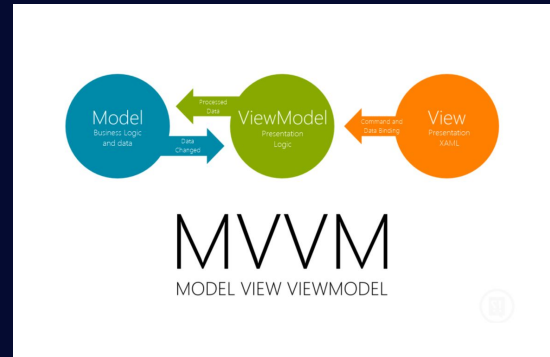 Model
Business Logic
and data
Processed
Data
Data
Changed
ViewModel
Presentation
Logic
Command and
Data Binding
View
Presentation
XAML
MVVM
MODEL VIEW VIEWMODEL